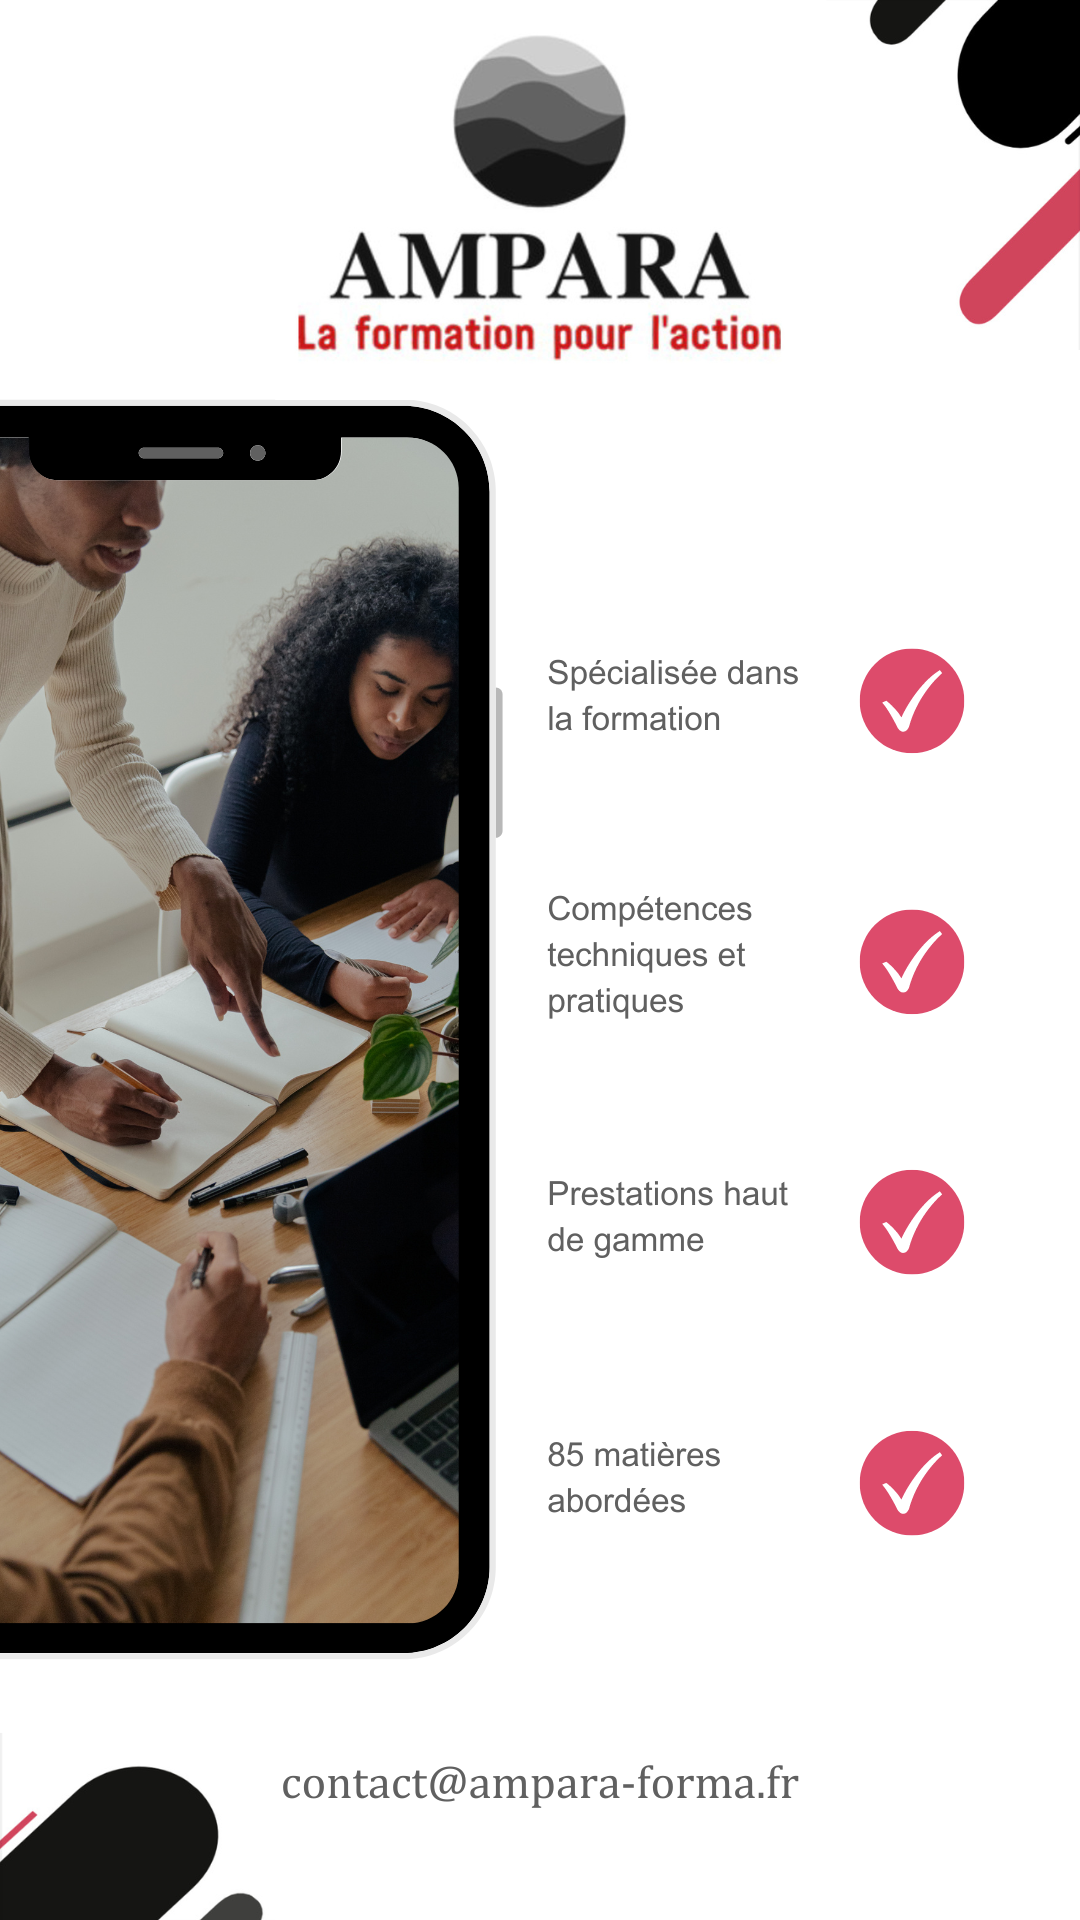 AMPARA
La formation pour l'action
Spécialisée dans
la formation
Compétences
techniques et
pratiques
Prestations haut
de gamme
85 matières
abordées
contact@ampara-forma.fr